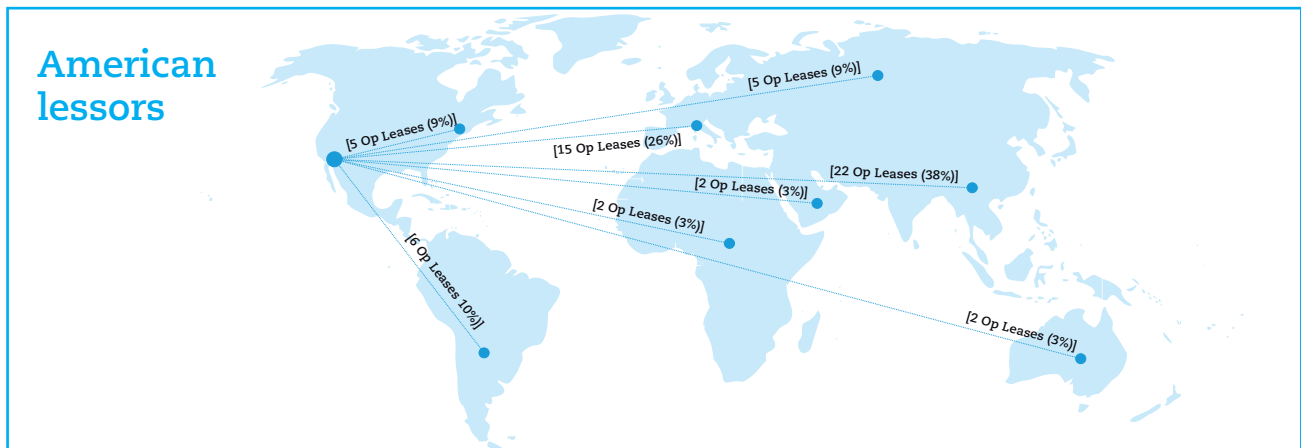 American
lessors
[5 Op Leases (9%)]
[5 Op Leases (9%)]
[15 Op Leases (26%)]
[22 Op Leases (38%)]
[2 Op Leases (3%)]
[2 Op Leases (3%)]
[6 Op Leases 10%)]
[2 Op Leases (3%)]